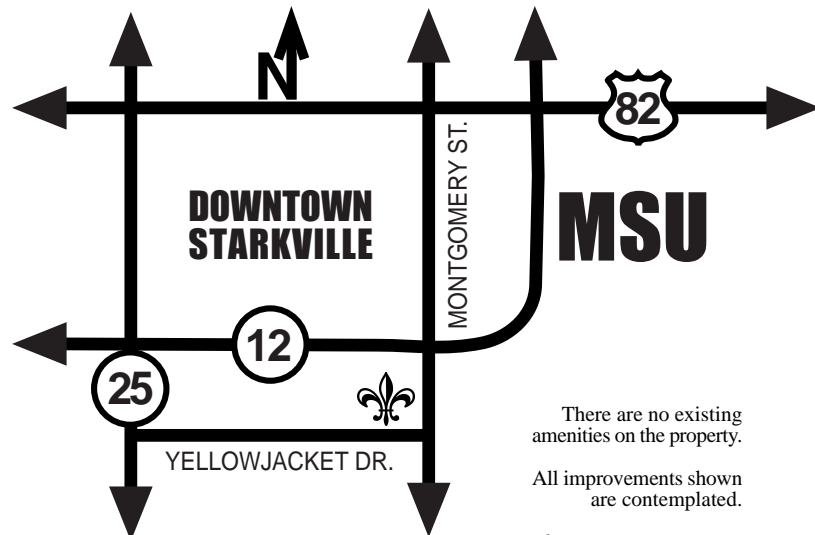 N
82
MONTGOMERY ST.
DOWNTOWN
STARKVILLE
MSU
12
25
YELLOWJACKET DR.
There are no existing
amenities on the property.
All improvements shown
are contemplated.